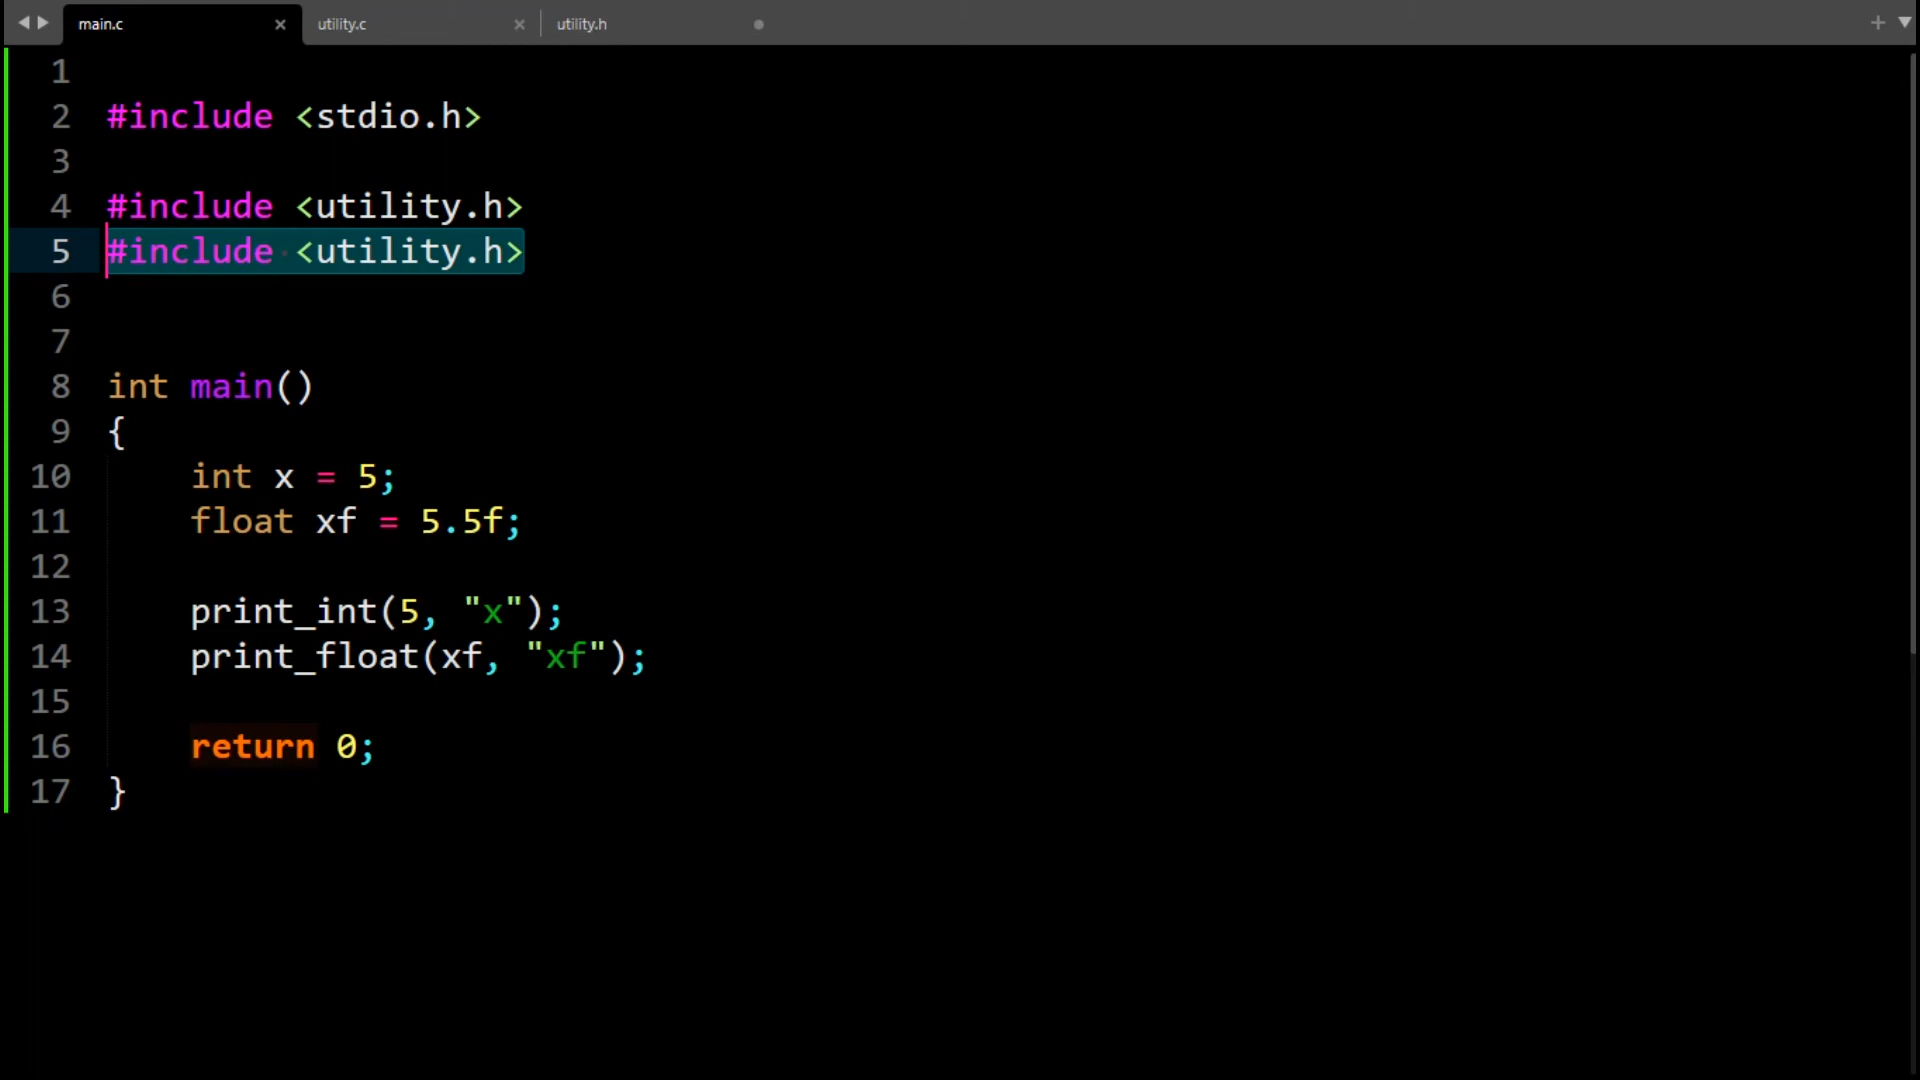 main.c utility.c utility.h
1
2 #include <stdio.h>
3
4 #include <utility.h>
5 #include <utility.h>
6
7
8 int main()
9 {
10 int x = 5;
11 float xf = 5.5f;
12
13 print_int(5, "x");
14 print_float(xf, "xf");
15
16 return 0;
17 }